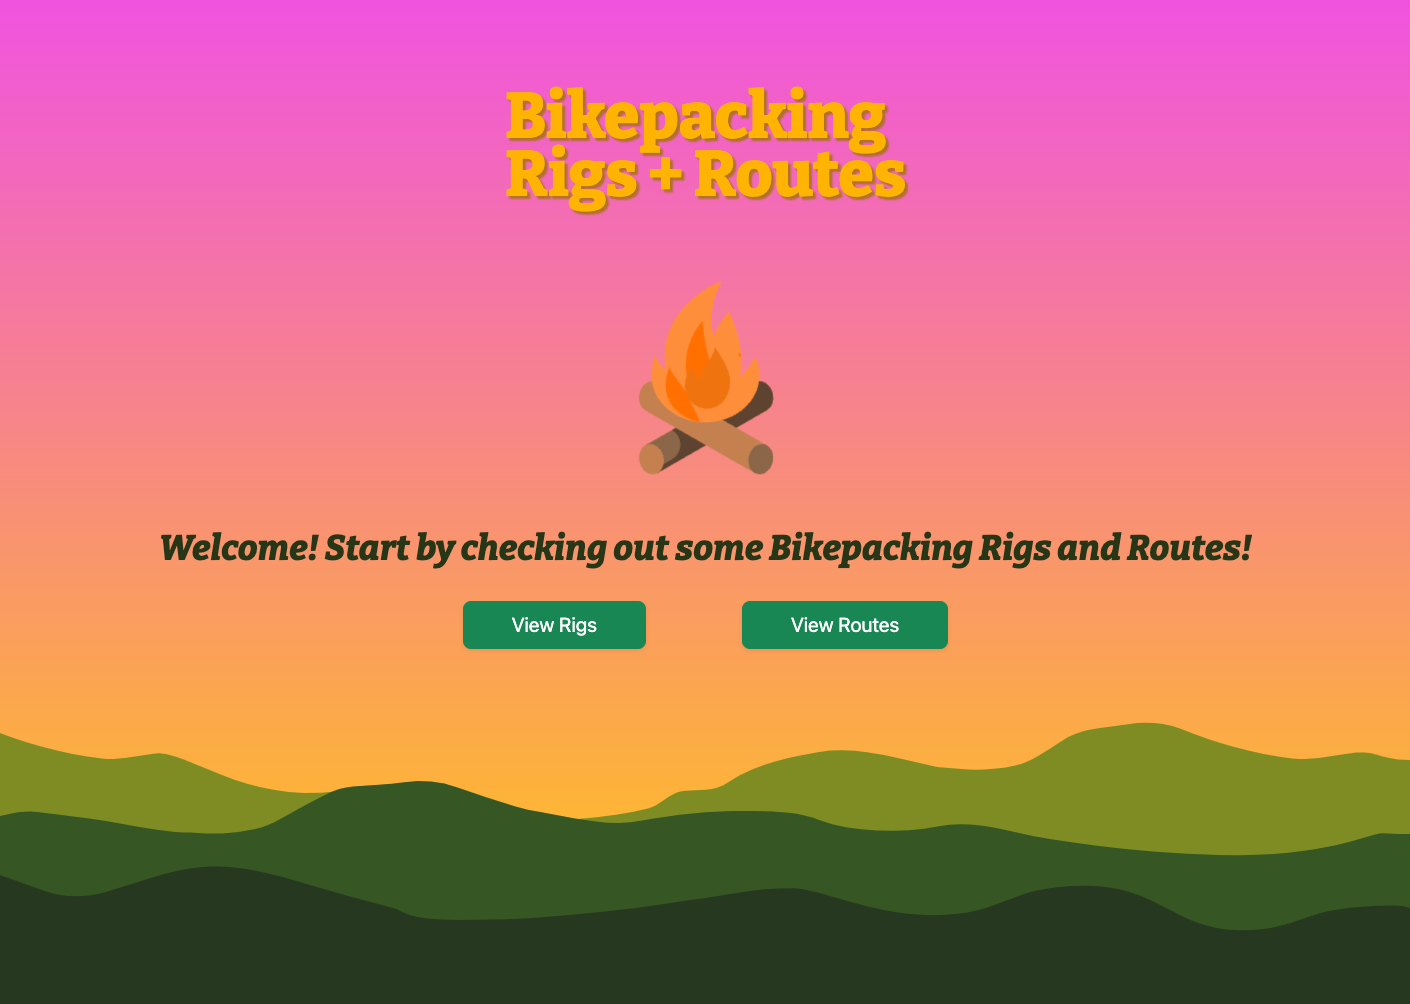 Bikepacking
Rigs + Routes
Welcome! Start by checking out some Bikepacking Rigs and Routes!
View Rigs
View Routes